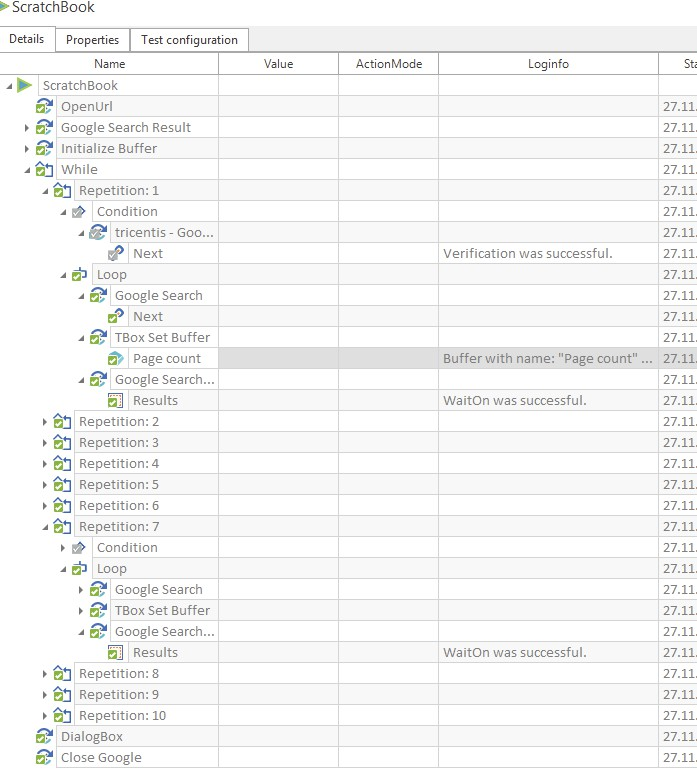 ScratchBook
Details Properties Test configuration
Name Value ActionMode Loginfo Sta
ScratchBook
OpenUrl 27.11.
Google Search Result 27.11.
Initialize Buffer 27.11.
While 27.11.
Repetition: 1 27.11.
Condition 27.11.
tricentis - Goo... 27.11.
Next Verification was successful. 27.11.
Loop 27.11.
Google Search 27.11.
Next 27.11.
TBox Set Buffer 27.11.
Page count Buffer with name: "Page count" ... 27.11.
Google Search... 27.11.
Results WaitOn was successful. 27.11.
Repetition: 2 27.11.
Repetition: 3 27.11.
Repetition: 4 27.11.
Repetition: 5 27.11.
Repetition: 6 27.11.
Repetition: 7 27.11.
Condition 27.11.
Loop 27.11.
Google Search 27.11.
TBox Set Buffer 27.11.
Google Search... 27.11.
Results WaitOn was successful. 27.11.
Repetition: 8 27.11.
Repetition: 9 27.11.
Repetition: 10 27.11.
DialogBox 27.11.
Close Google 27.11.